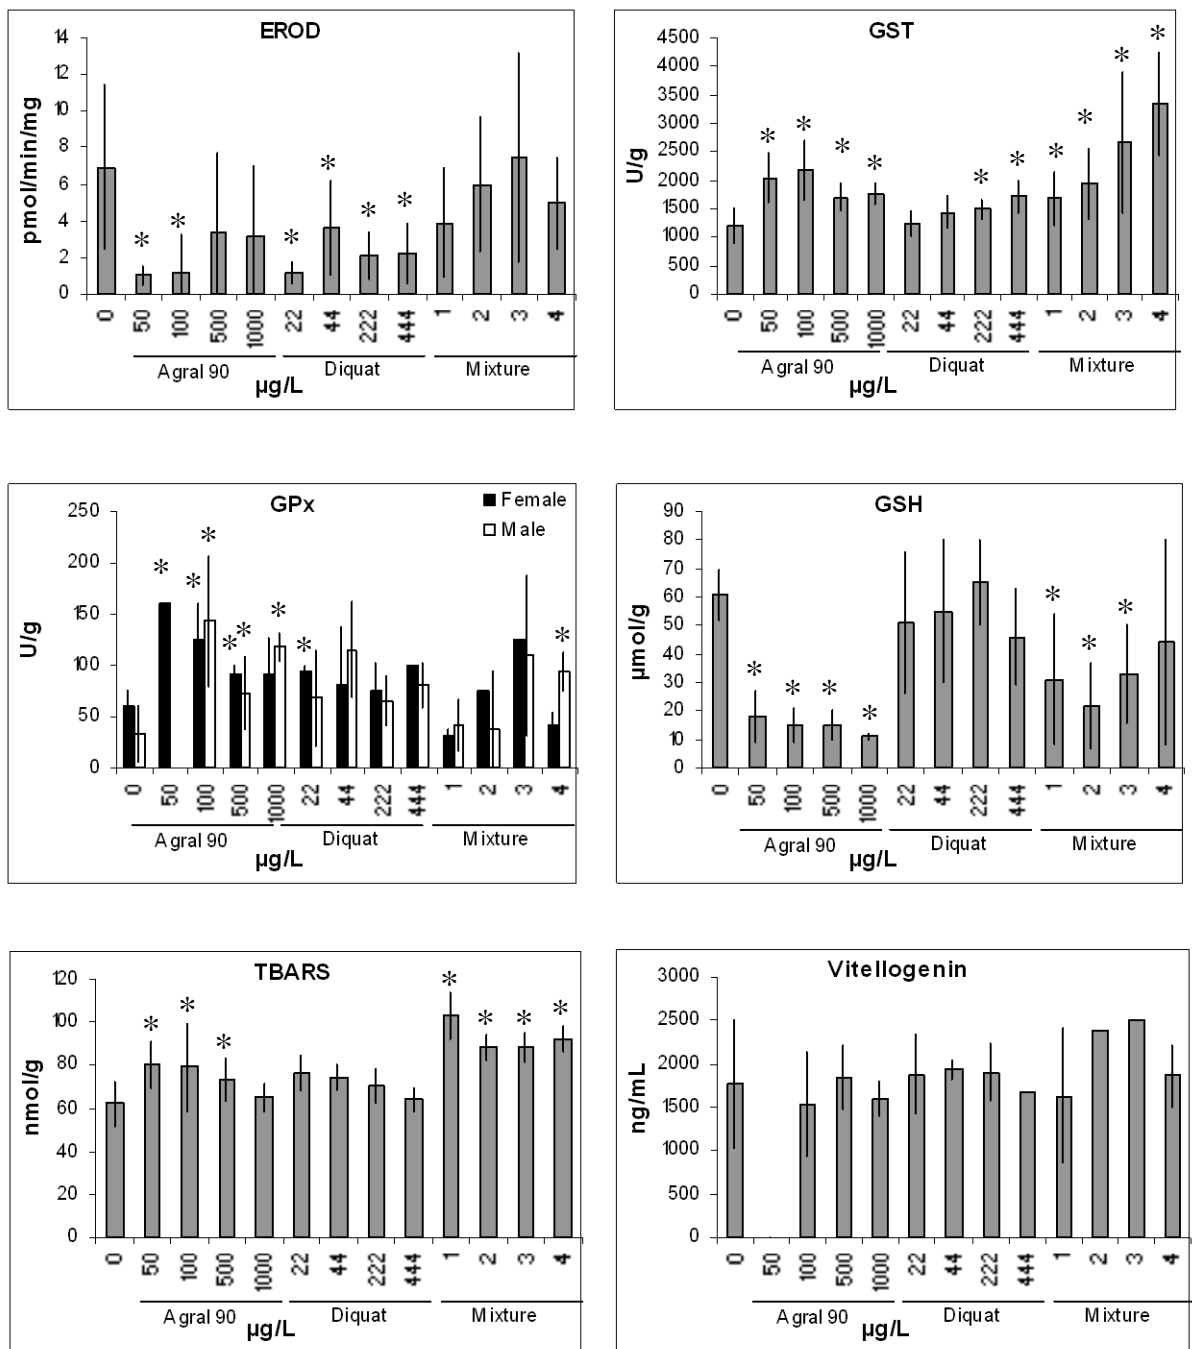 EROD
14
12
10
8
6
4
2
0
pmol/min/mg
* * * * * *
0 50 100 500 1000 22 44 222 444 1 2 3 4
Agral 90 Diquat Mixture
µg/L
GST
4500
4000
3500
3000
2500
2000
1500
1000
500
0
U/g
* * * * * * * * * *
0 50 100 500 1000 22 44 222 444 1 2 3 4
Agral 90 Diquat Mixture
µg/L
GPx
Female
Male
250
200
150
100
50
0
U/g
* * * * * * * *
0 50 100 500 1000 22 44 222 444 1 2 3 4
Agral 90 Diquat Mixture
µg/L
GSH
90
80
70
60
50
40
30
20
10
0
µmol/g
* * * * * * *
0 50 100 500 1000 22 44 222 444 1 2 3 4
Agral 90 Diquat Mixture
µg/L
TBARS
120
100
80
60
40
20
0
nmol/g
* * * * * * *
0 50 100 500 1000 22 44 222 444 1 2 3 4
Agral 90 Diquat Mixture
µg/L
Vitellogenin
3000
2500
2000
1500
1000
500
0
ng/mL
0 50 100 500 1000 22 44 222 444 1 2 3 4
Agral 90 Diquat Mixture
µg/L